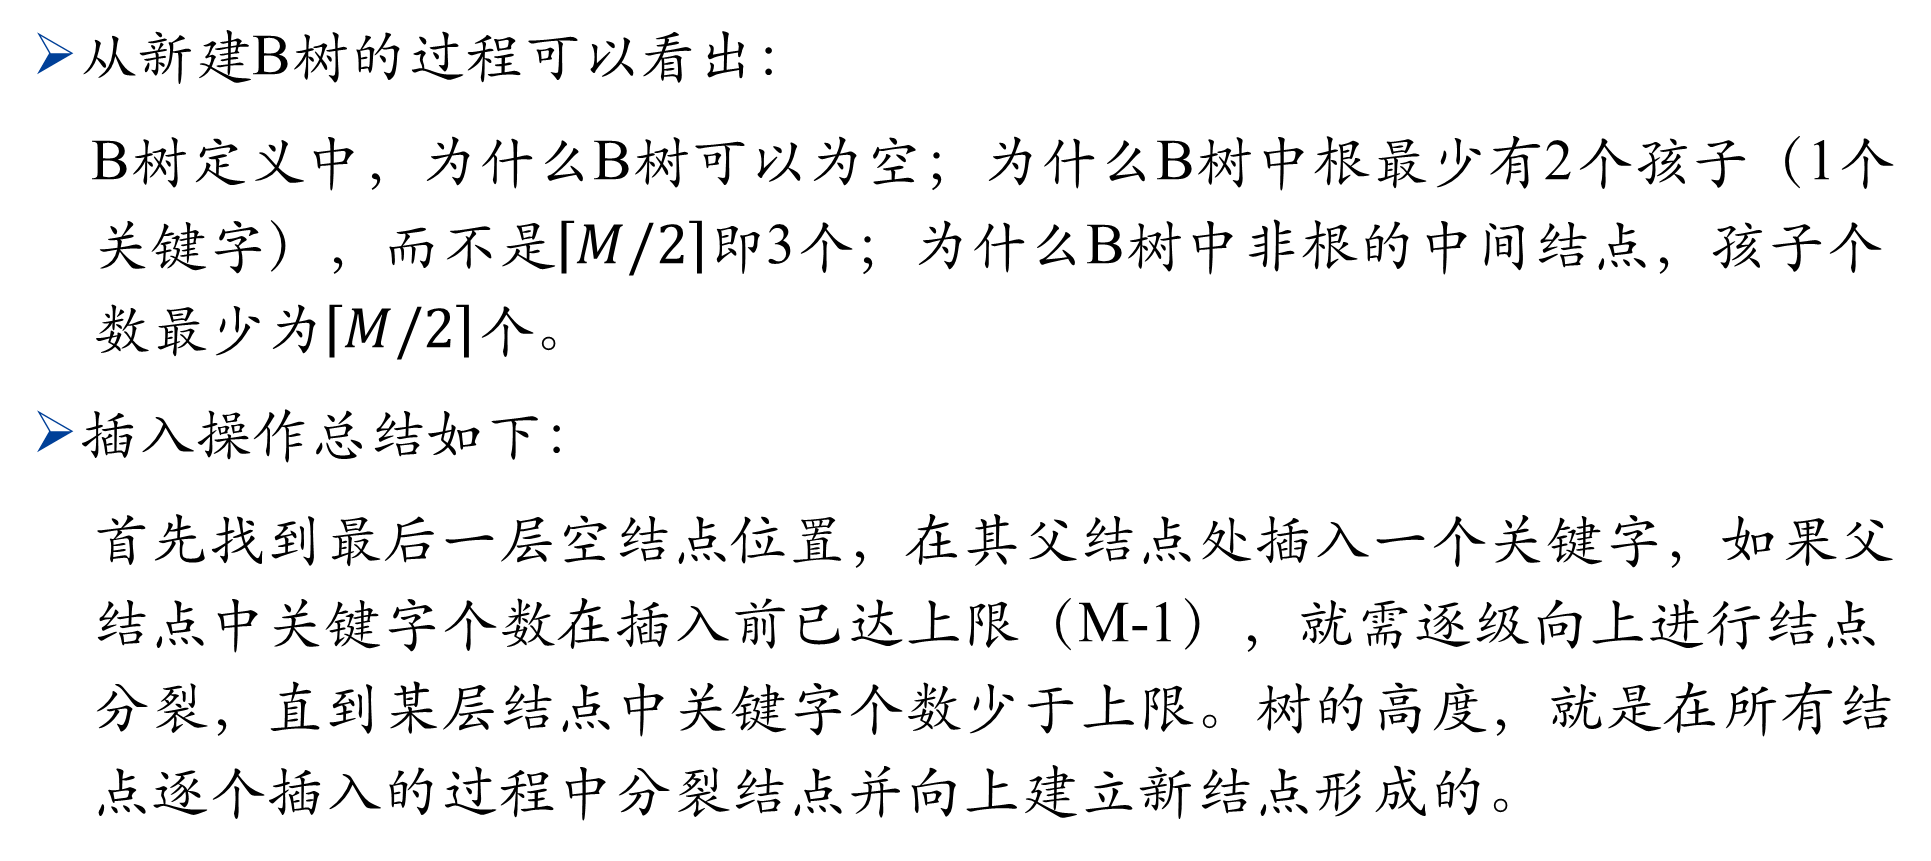 ➢从新建B树的过程可以看出：
B树定义中，为什么B树可以为空；为什么B树中根最少有2个孩子（1个
关键字），而不是⌈M/2⌉即3个；为什么B树中非根的中间结点，孩子个
数最少为⌈M/2⌉个。
➢插入操作总结如下：
首先找到最后一层空结点位置，在其父结点处插入一个关键字，如果父
结点中关键字个数在插入前已达上限（M-1），就需逐级向上进行结点
分裂，直到某层结点中关键字个数少于上限。树的高度，就是在所有结
点逐个插入的过程中分裂结点并向上建立新结点形成的。